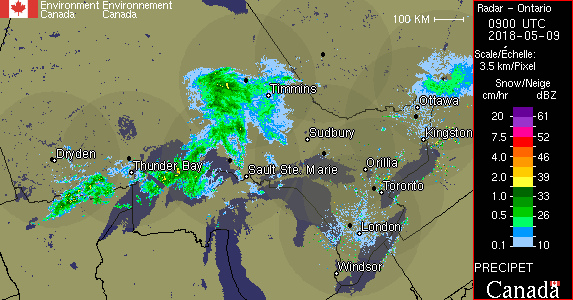 Environment Environnement
Canada Canada
100 KM
Radar - Ontario
0900 UTC
2018-05-09
Scale/Échelle:
3.5 km/Pixel
Snow/Neige
cm/hr dBZ
20 61
7.5 52
4.0 46
2.0 39
1.0 33
0.5 26
0.1 10
PRECIPET
Canada
Timmins
Ottawa
Sudbury
Kingston
Dryden
Thunder Bay
Sault Ste. Marie
Orillia
Toronto
London
Windsor